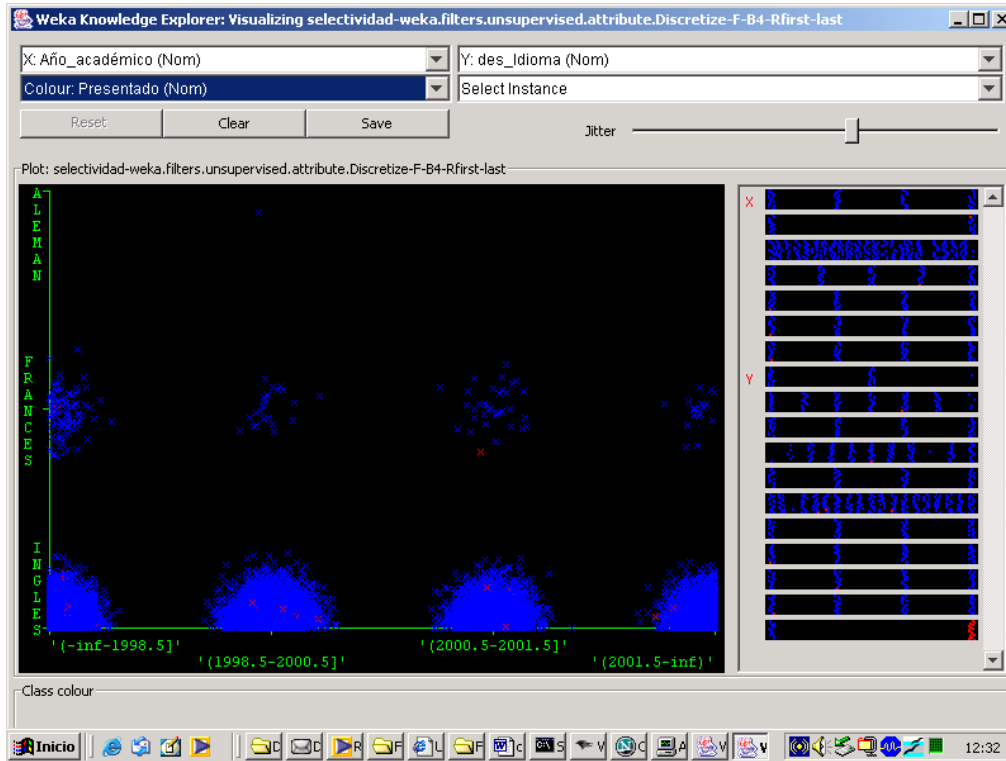 Weka Knowledge Explorer: Visualizing selectividad-weka.filters.unsupervised.attribute.Discretize-F-B4-Rfirst-last
X: Año_académico (Nom)
Y: des_Idioma (Nom)
Colour: Presentado (Nom)
Select Instance
Reset
Clear
Save
Jitter
Plot: selectividad-weka.filters.unsupervised.attribute.Discretize-F-B4-Rfirst-last
ALEMAN
FRANCES
INGLES
X
Y
'(-inf-1998.5]'
'(1998.5-2000.5]'
'(2000.5-2001.5]'
'(2001.5-inf)'
Class colour
Inicio
D
D
R
F
L
F
c
S
V
C
A
V
V
12:32